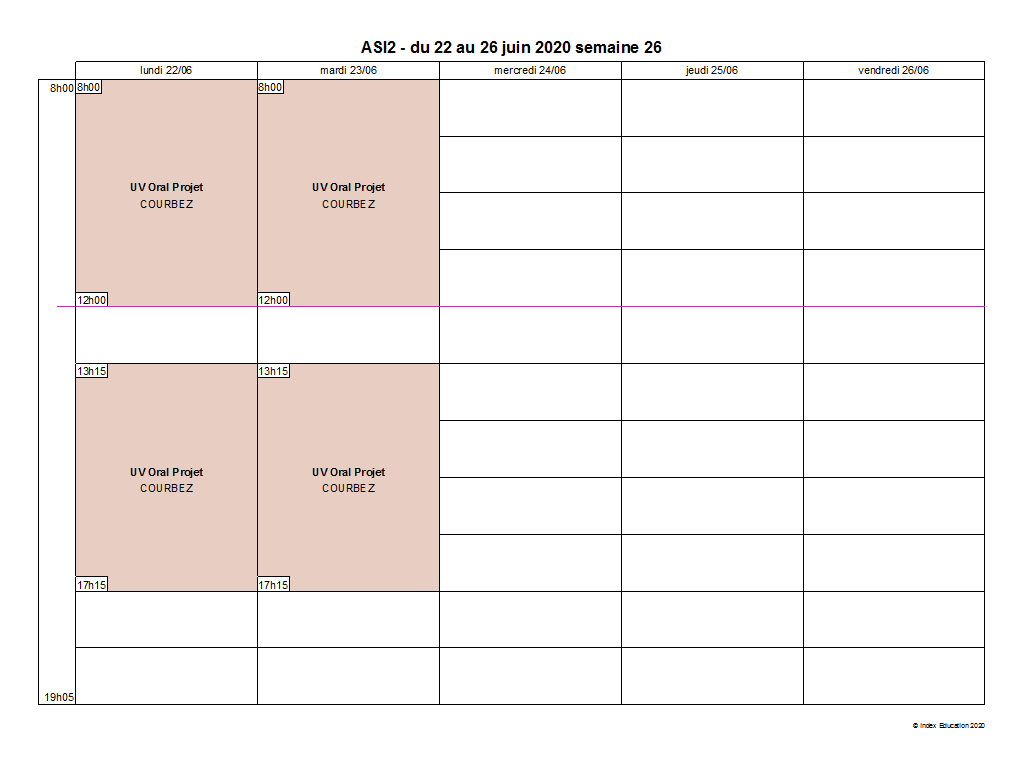 ASI2 - du 22 au 26 juin 2020 semaine 26
lundi 22/06
mardi 23/06
mercredi 24/06
jeudi 25/06
vendredi 26/06
8h00
8h00
8h00
UV Oral Projet
COURBEZ
UV Oral Projet
COURBEZ
12h00
12h00
13h15
13h15
UV Oral Projet
COURBEZ
UV Oral Projet
COURBEZ
17h15
17h15
19h05
© Index Education 2020